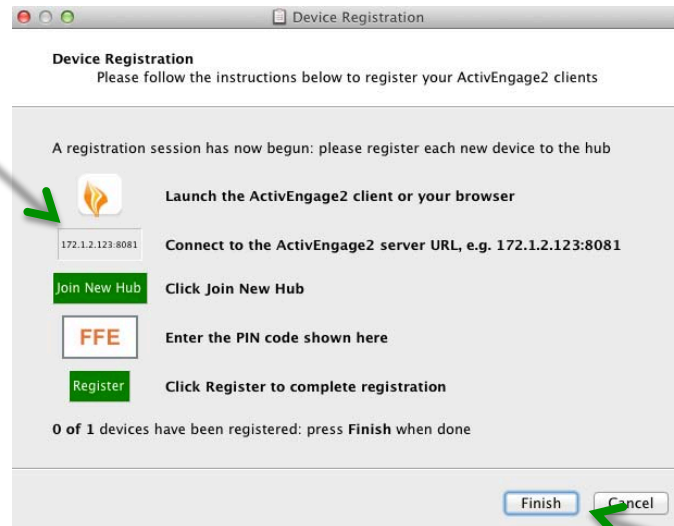 Device Registration
Device Registration
Please follow the instructions below to register your ActivEngage2 clients
A registration session has now begun: please register each new device to the hub
Launch the ActivEngage2 client or your browser
172.1.2.123:8081 Connect to the ActivEngage2 server URL, e.g. 172.1.2.123:8081
Join New Hub Click Join New Hub
FFE Enter the PIN code shown here
Register Click Register to complete registration
0 of 1 devices have been registered: press Finish when done
Finish Cancel